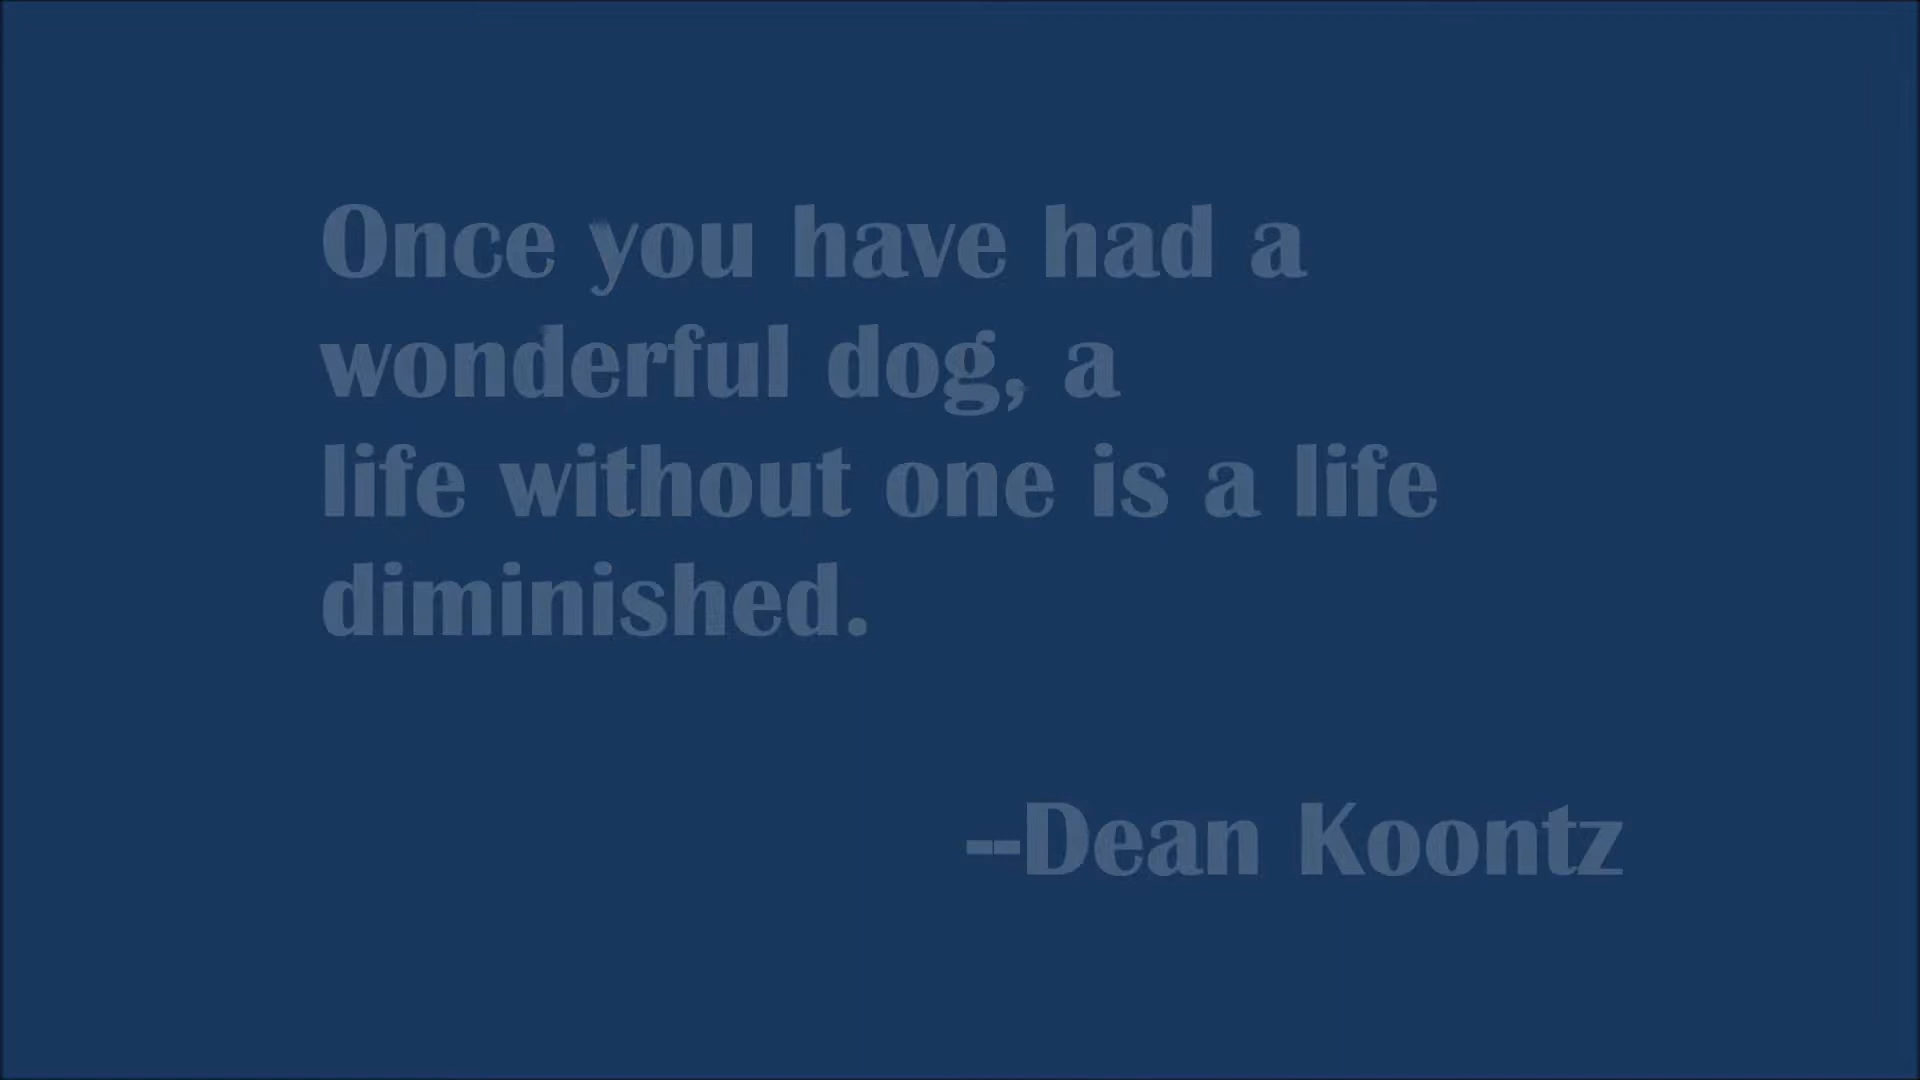 Once you have had a
wonderful dog, a
life without one is a life
diminished.
--Dean Koontz